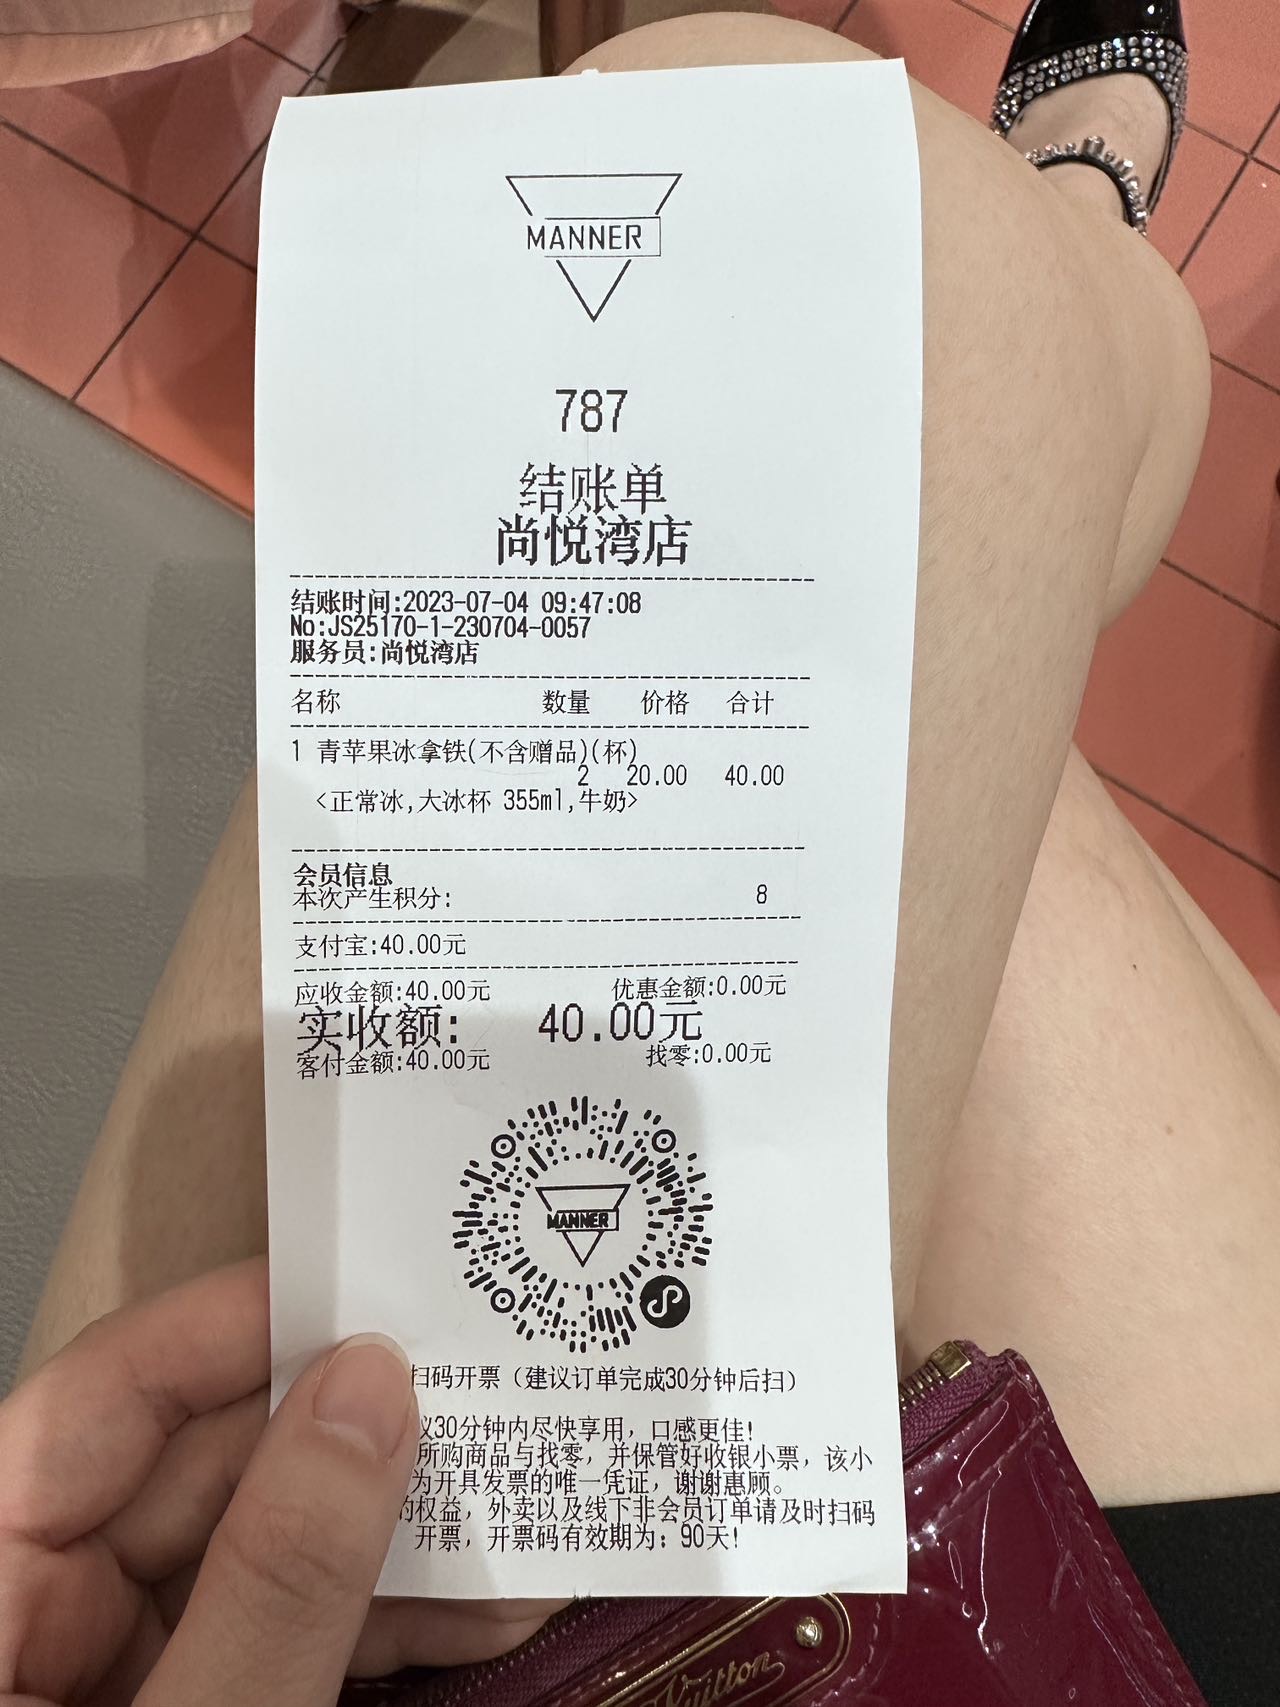 MANNER
787
结账单
尚悦湾店
结账时间:2023-07-04 09:47:08
No:JS25170-1-230704-0057
服务员:尚悦湾店
名称 数量 价格 合计
1 青苹果冰拿铁(不含赠品)(杯)
2 20.00 40.00
<正常冰,大冰杯 355ml,牛奶>
会员信息
本次产生积分: 8
支付宝:40.00元
应收金额:40.00元 优惠金额:0.00元
实收额: 40.00元
客付金额:40.00元 找零:0.00元
MANNER
扫码开票（建议订单完成30分钟后扫）
议30分钟内尽快享用，口感更佳!
所购商品与找零，并保管好收银小票，该小
为开具发票的唯一凭证，谢谢惠顾。
的权益，外卖以及线下非会员订单请及时扫码
开票，开票码有效期为：90天!
Vuitton